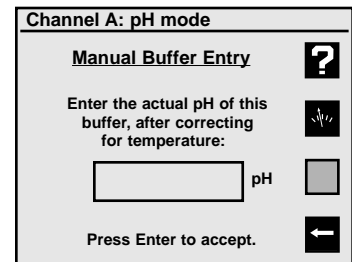 Channel A: pH mode
Manual Buffer Entry
?
Enter the actual pH of this
buffer, after correcting
for temperature:
pH
Press Enter to accept.